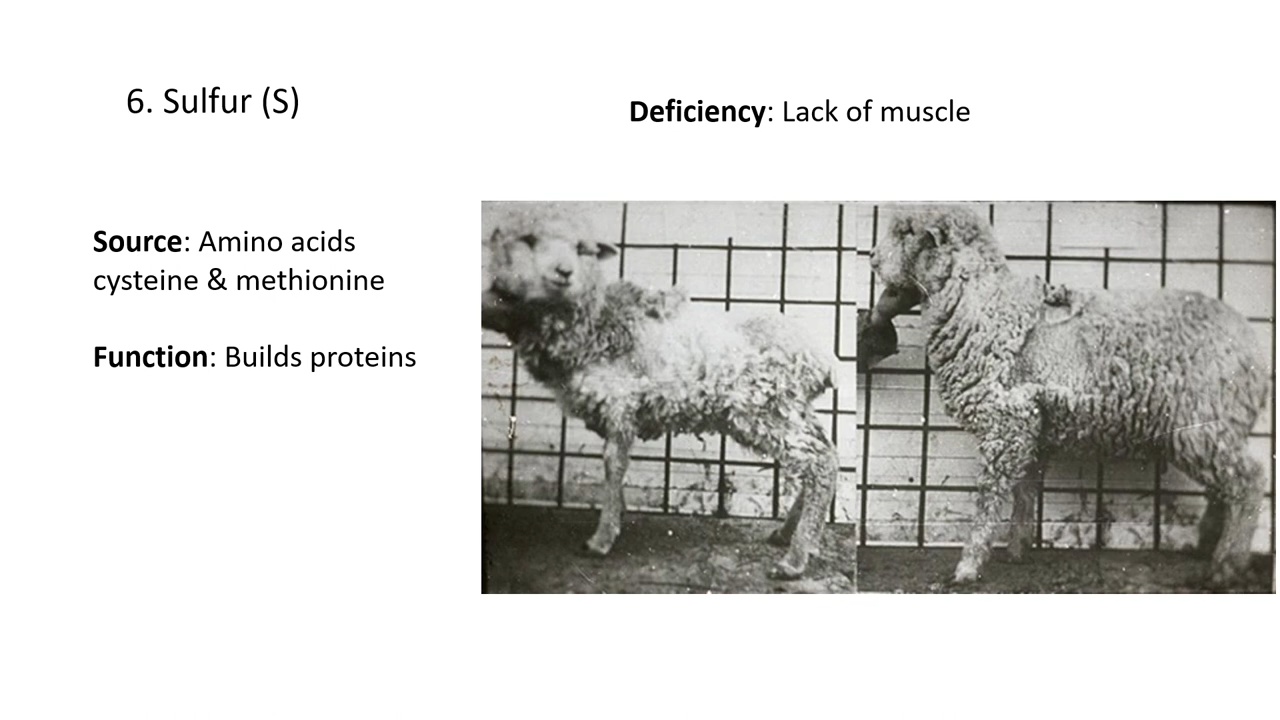 6. Sulfur (S)
Deficiency: Lack of muscle
Source: Amino acids
cysteine & methionine
Function: Builds proteins